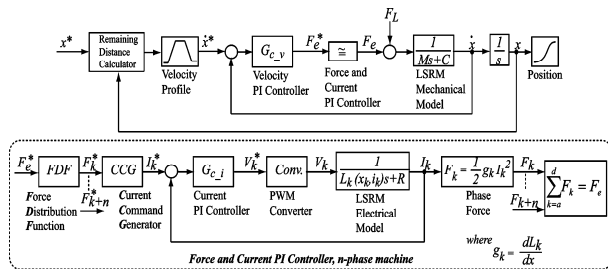 F_L
x*
Remaining
Distance
Calculator
Velocity
Profile
ẋ*
G_c_v
Velocity
PI Controller
F_e*
≅
Force and
Current
PI Controller
F_e
1
Ms+C
LSRM
Mechanical
Model
ẋ
1
s
x
Position
F_e*
FDF
Force
Distribution
Function
F_k*
F_k+n*
CCG
Current
Command
Generator
I_k*
G_c_i
Current
PI Controller
V_k*
Conv.
PWM
Converter
V_k
1
L_k(x_k,i_k)s+R
LSRM
Electrical
Model
I_k
F_k = 1/2 g_k I_k^2
Phase
Force
F_k
F_k+n
d
∑ F_k = F_e
k=a
where
g_k = dL_k/dx
Force and Current PI Controller, n-phase machine